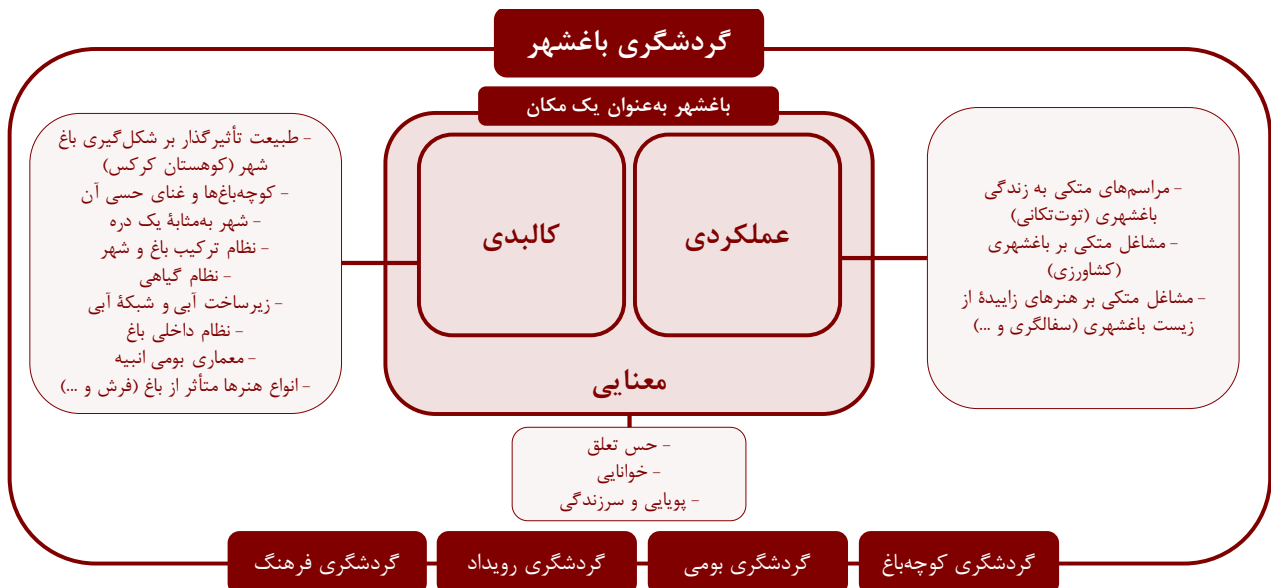 گردشگری باغشهر
باغشهر به‌عنوان یک مکان
عملکردی
کالبدی
معنایی
- مراسم‌های متکی به زندگی
باغشهری (توت‌تکانی)
- مشاغل متکی بر باغشهری
(کشاورزی)
- مشاغل متکی بر هنرهای زاییدهٔ از
زیست باغشهری (سفالگری و ...)
- طبیعت تأثیرگذار بر شکل‌گیری باغ
شهر (کوهستان کرکس)
- کوچه‌باغ‌ها و غنای حسی آن
- شهر به‌مثابهٔ یک دره
- نظام ترکیب باغ و شهر
- نظام گیاهی
- زیرساخت آبی و شبکهٔ آبی
- نظام داخلی باغ
- معماری بومی انبیه
- انواع هنرها متأثر از باغ (فرش و ...)
- حس تعلق
- خوانایی
- پویایی و سرزندگی
گردشگری کوچه‌باغ
گردشگری بومی
گردشگری رویداد
گردشگری فرهنگ